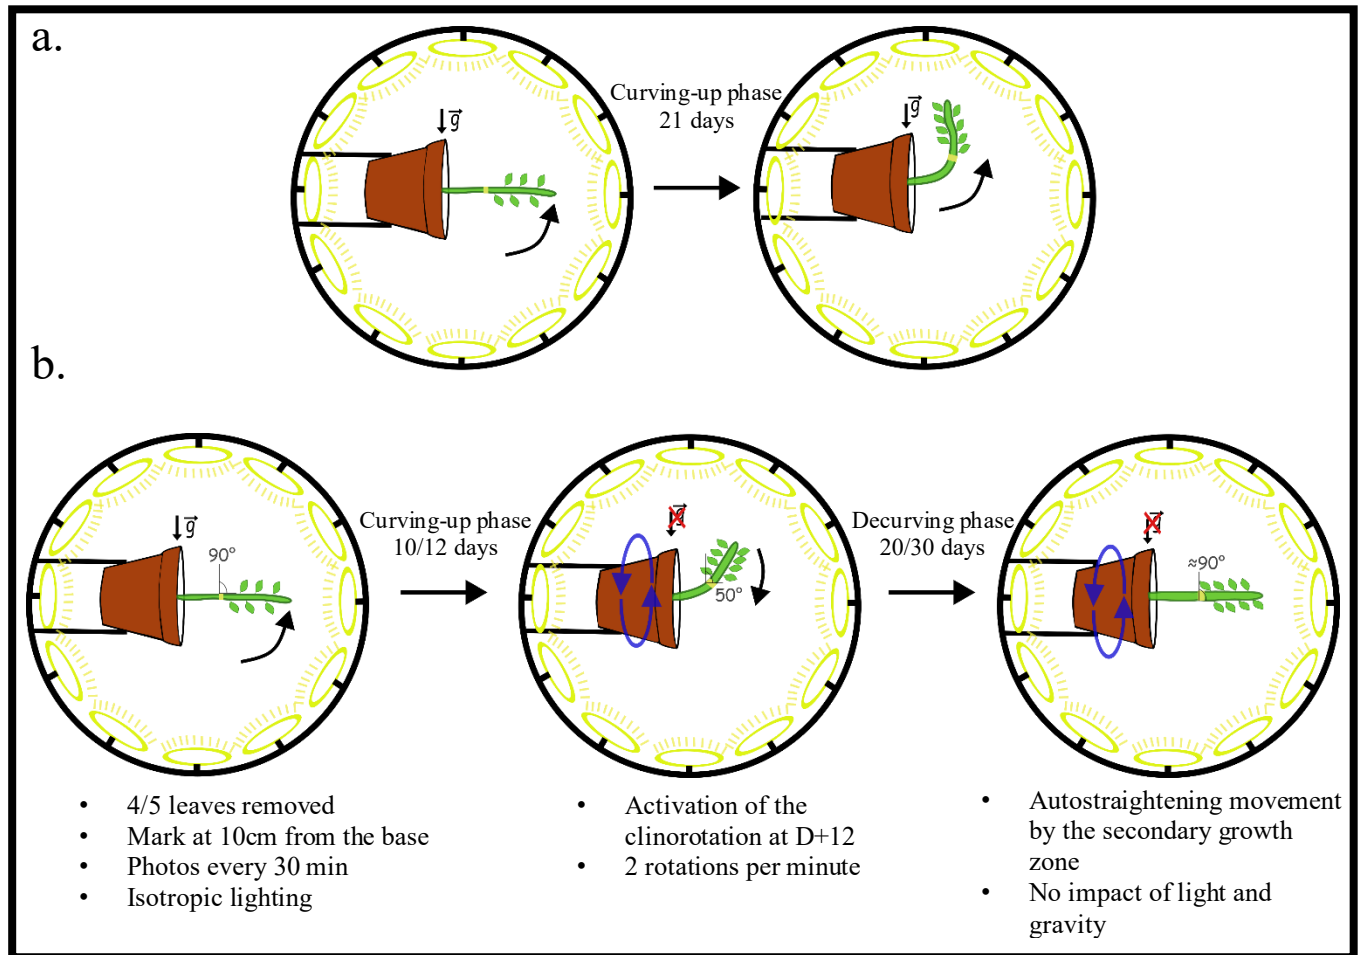 a.
Curving-up phase
21 days
g⃗
g⃗
b.
g⃗
90°
Curving-up phase
10/12 days
g⃗
50°
Decurving phase
20/30 days
g⃗
≈90°
• 4/5 leaves removed
• Mark at 10cm from the base
• Photos every 30 min
• Isotropic lighting
• Activation of the
clinorotation at D+12
• 2 rotations per minute
• Autostraightening movement
by the secondary growth
zone
• No impact of light and
gravity